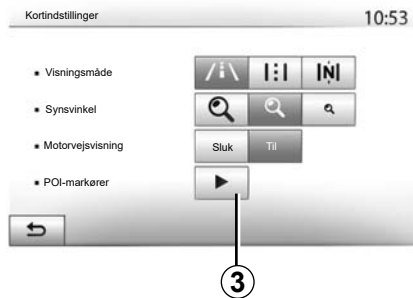 Kortindstillinger 10:53
▪ Visningsmåde N
▪ Synsvinkel
▪ Motorvejsvisning Sluk Til
▪ POI-markører
3